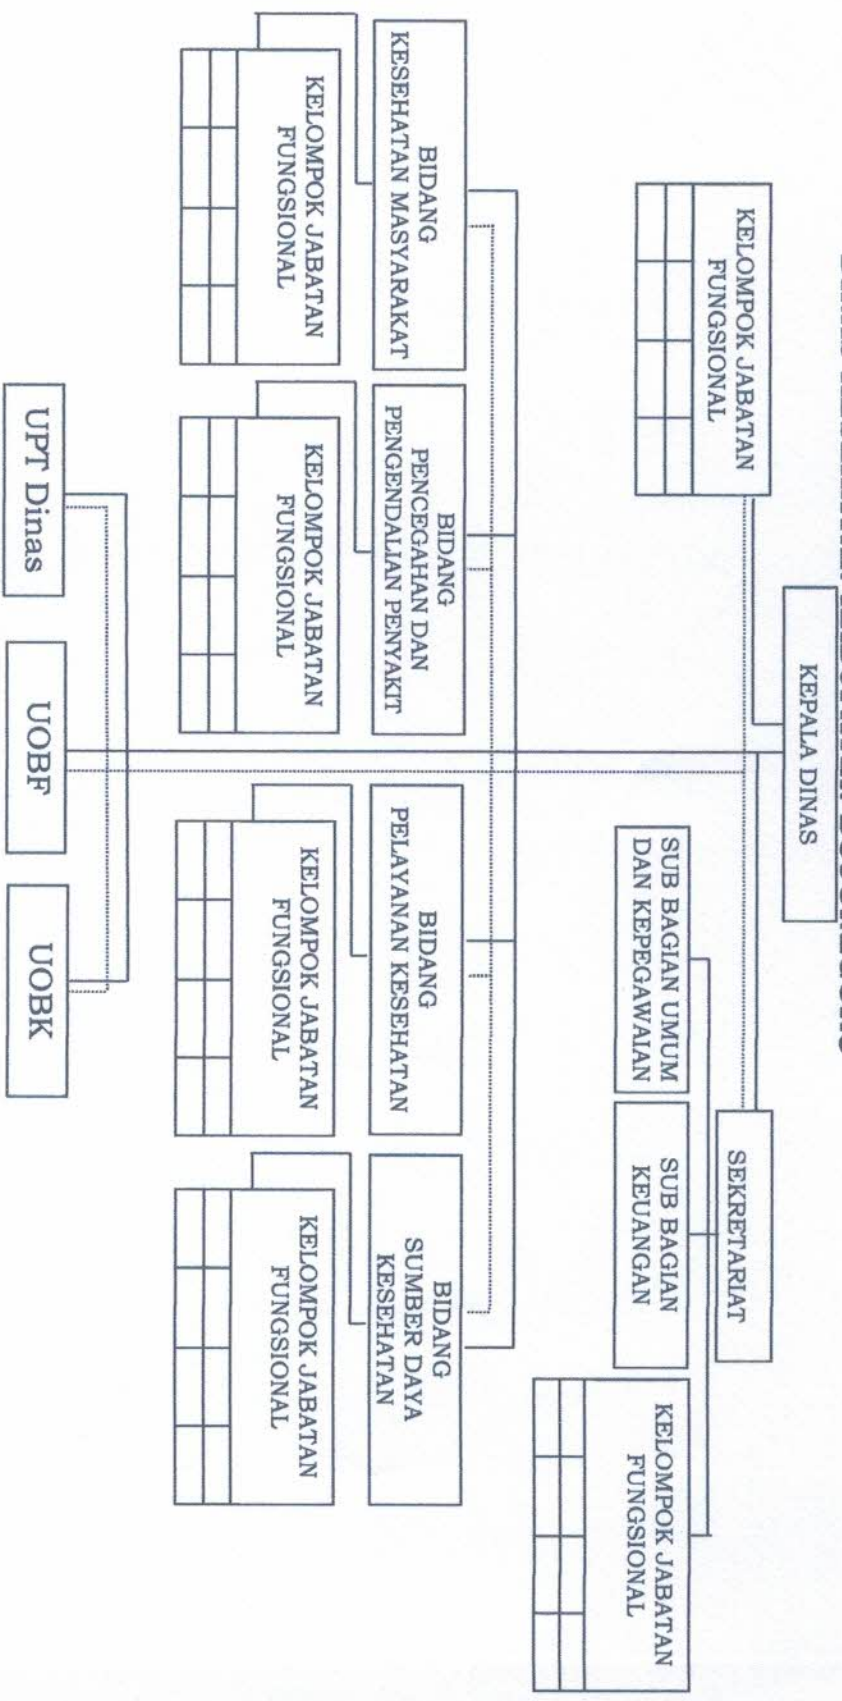 KEPALA DINAS
KELOMPOK JABATAN
FUNGSIONAL
SEKRETARIAT
SUB BAGIAN UMUM
DAN KEPEGAWAIAN
SUB BAGIAN
KEUANGAN
KELOMPOK JABATAN
FUNGSIONAL
BIDANG
KESEHATAN MASYARAKAT
KELOMPOK JABATAN
FUNGSIONAL
BIDANG
PENCEGAHAN DAN
PENGENDALIAN PENYAKIT
KELOMPOK JABATAN
FUNGSIONAL
BIDANG
PELAYANAN KESEHATAN
KELOMPOK JABATAN
FUNGSIONAL
BIDANG
SUMBER DAYA
KESEHATAN
KELOMPOK JABATAN
FUNGSIONAL
UPT Dinas
UOBF
UOBK